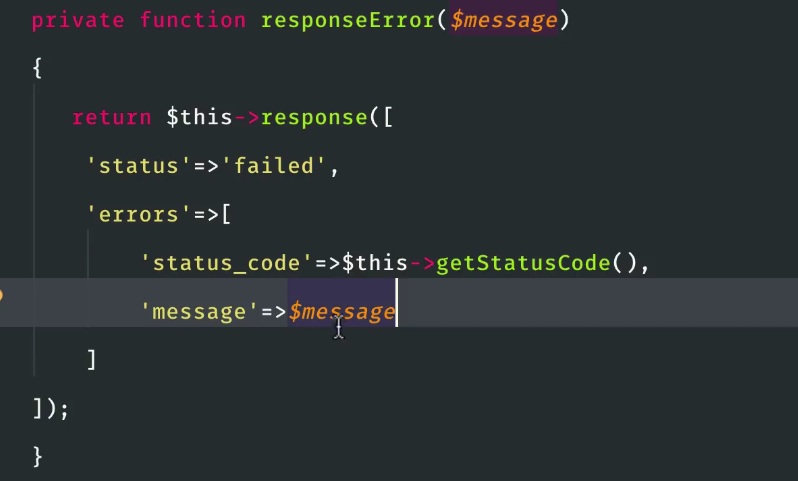 private function responseError($message)
{
return $this->response([
'status'=>'failed',
'errors'=>[
'status_code'=>$this->getStatusCode(),
'message'=>$message
]
]);
}